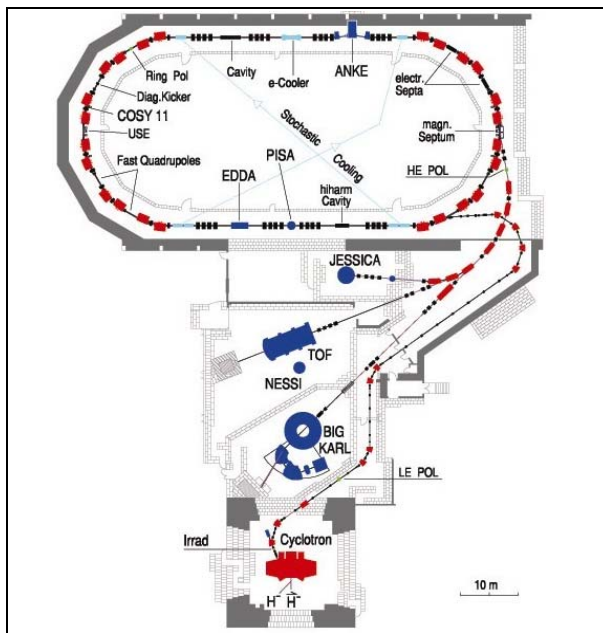 Ring Pol
Cavity
e-Cooler
ANKE
electr.
Septa
Diag.Kicker
COSY 11
USE
Fast Quadrupoles
Stochastic
Cooling
magn.
Septum
HE POL
EDDA
PISA
hiharm
Cavity
JESSICA
TOF
NESSI
BIG
KARL
LE POL
Irrad
Cyclotron
H⁻ H⁻
10 m